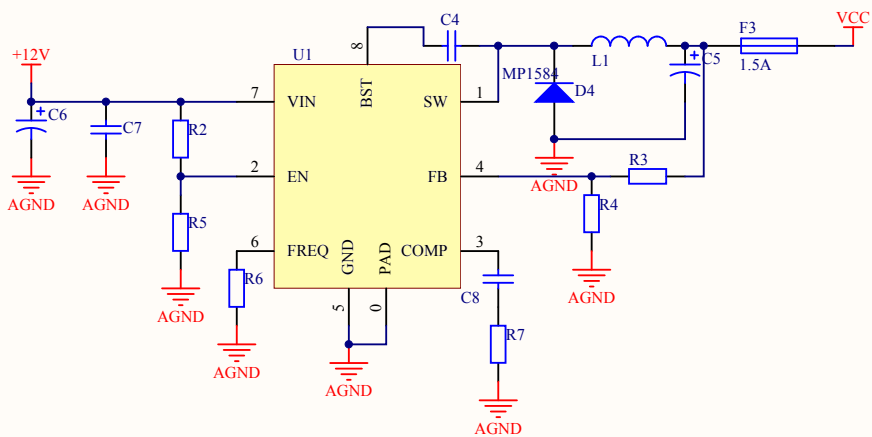 +12V
C6
AGND
C7
AGND
R2
R5
AGND
R6
AGND
U1
MP1584
7
VIN
2
EN
6
FREQ
8
BST
SW
1
FB
4
COMP
3
GND
5
PAD
0
AGND
C4
C8
R7
AGND
D4
AGND
L1
+
C5
R3
R4
AGND
F3
1.5A
VCC
+